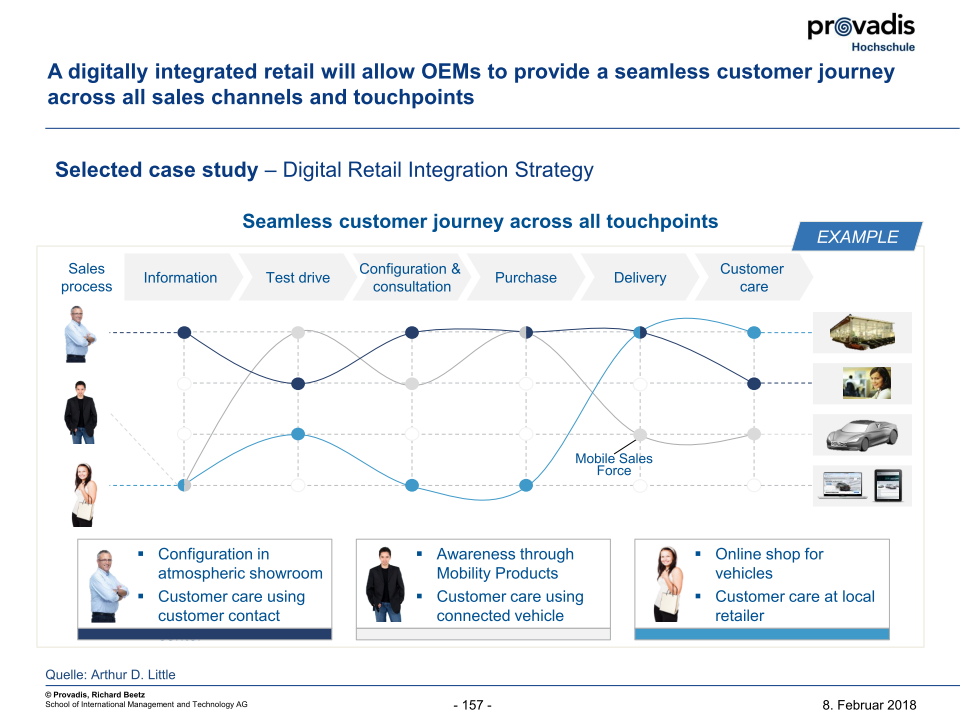 provadis
Hochschule
A digitally integrated retail will allow OEMs to provide a seamless customer journey
across all sales channels and touchpoints
Selected case study – Digital Retail Integration Strategy
Seamless customer journey across all touchpoints
EXAMPLE
Sales
process
Information
Test drive
Configuration &
consultation
Purchase
Delivery
Customer
care
Mobile Sales
Force
▪ Configuration in
atmospheric showroom
▪ Customer care using
customer contact
▪ Awareness through
Mobility Products
▪ Customer care using
connected vehicle
▪ Online shop for
vehicles
▪ Customer care at local
retailer
Quelle: Arthur D. Little
© Provadis, Richard Beetz
School of International Management and Technology AG
- 157 -
8. Februar 2018